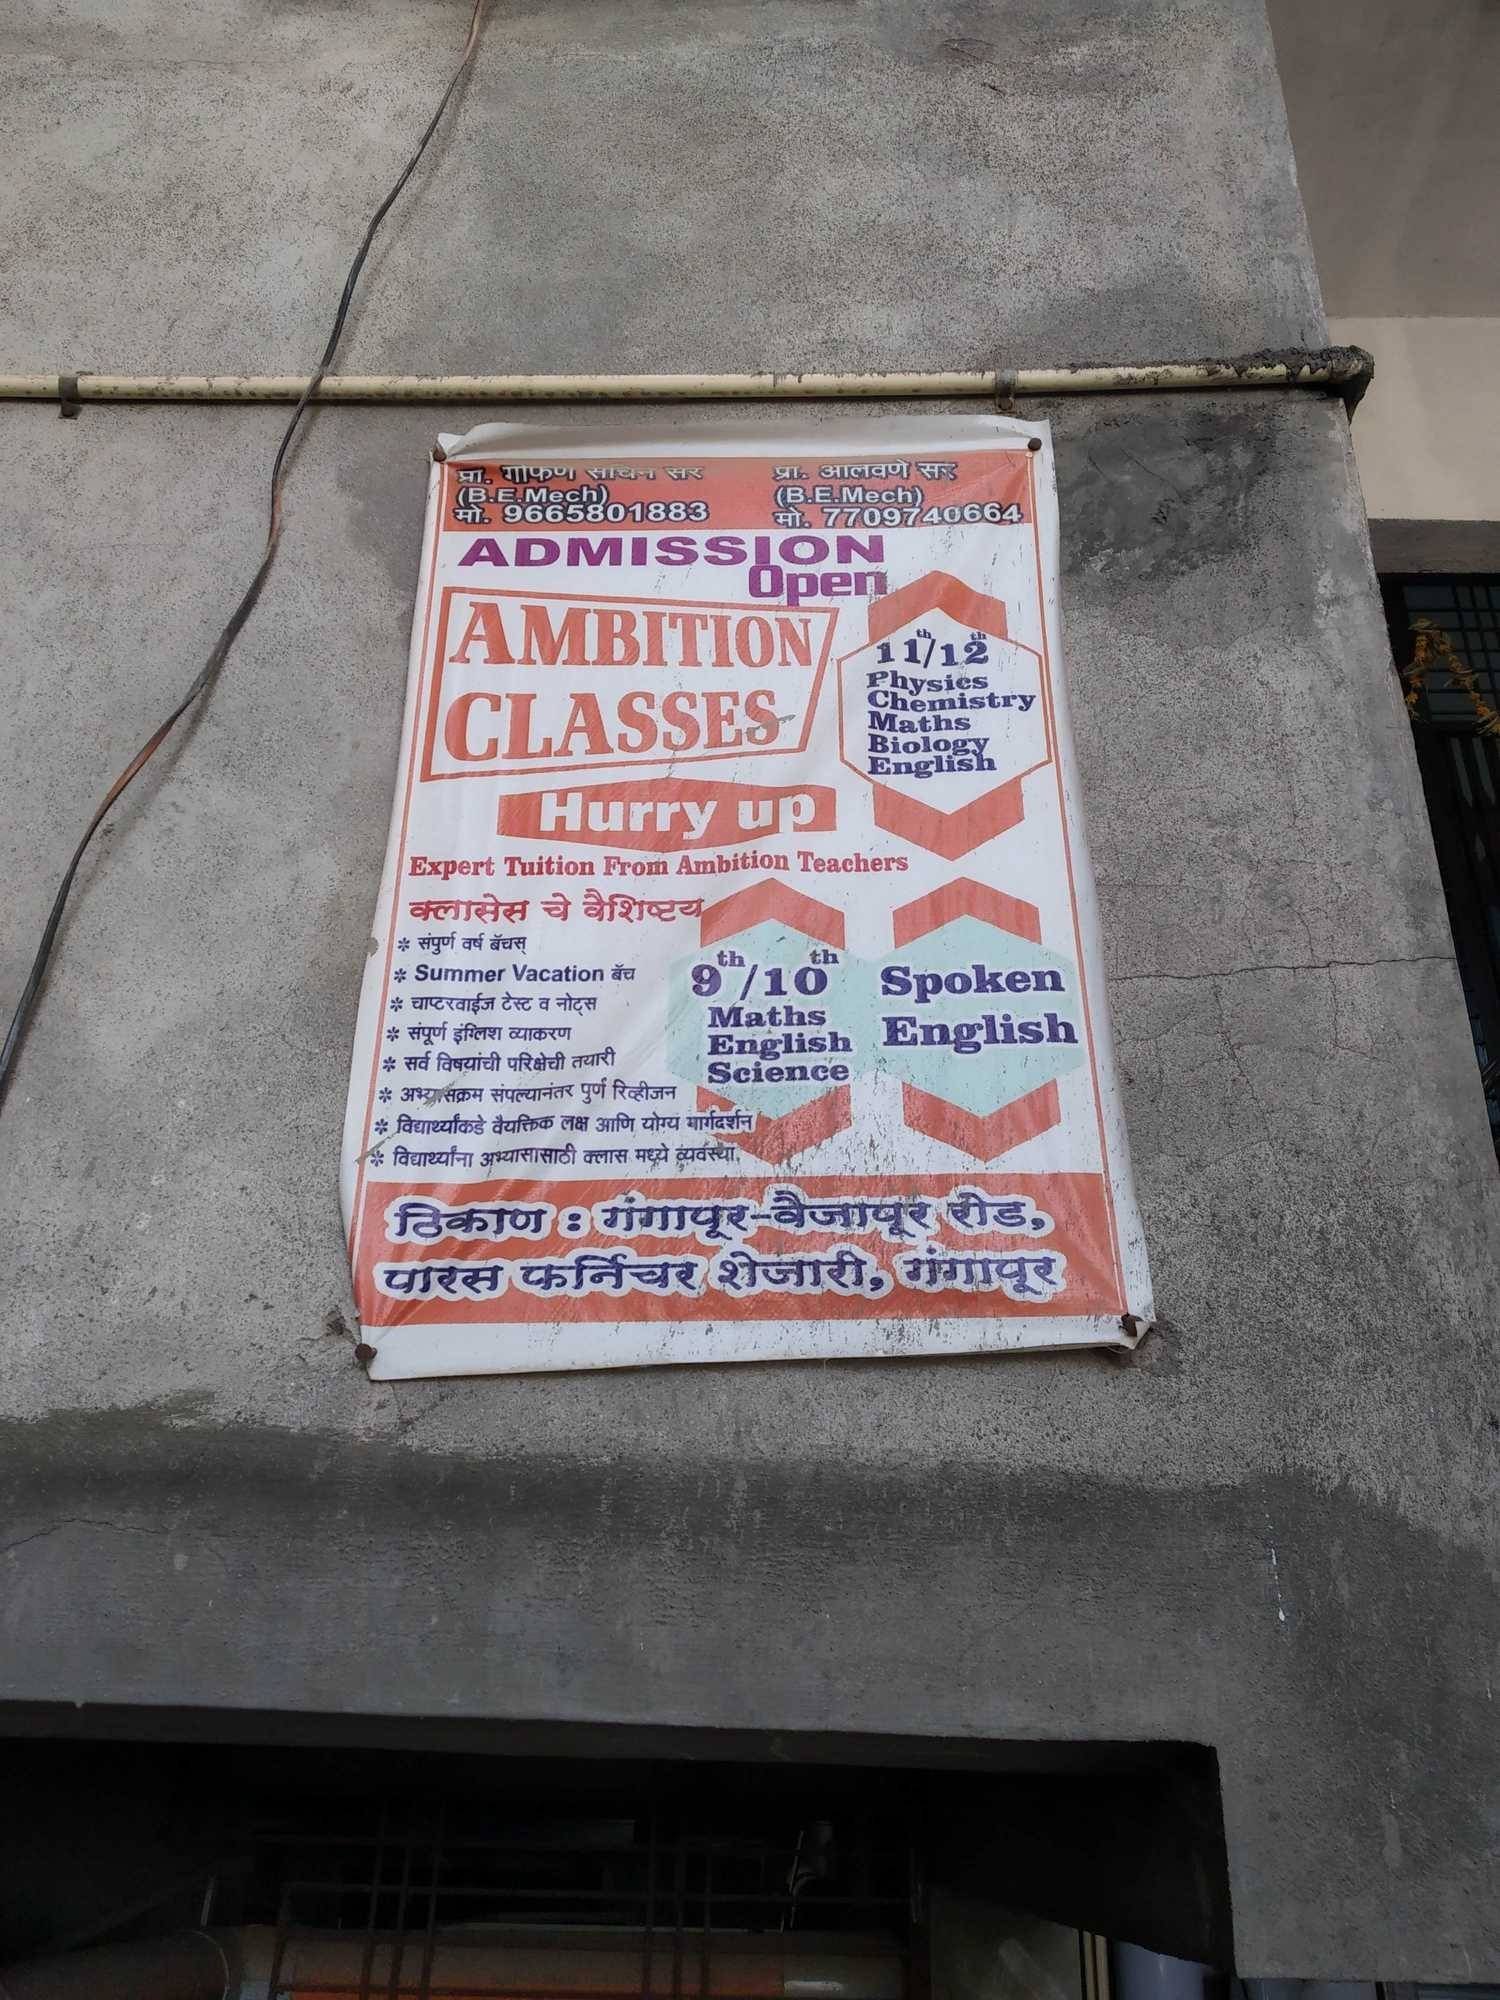 प्रा. गोफणे सचिन सर
(B.E.Mech)
मो. 9665801883
प्रा. आलवणे सर
(B.E.Mech)
मो. 7709740664
ADMISSION
Open
AMBITION
CLASSES
11th/12th
Physics
Chemistry
Maths
Biology
English
Hurry up
Expert Tuition From Ambition Teachers
क्लासेस चे वैशिष्टय
* संपुर्ण वर्ष बॅचस्
* Summer Vacation बॅच
* चाप्टरवाईज टेस्ट व नोट्स
* संपूर्ण इंग्लिश व्याकरण
* सर्व विषयांची परिक्षेची तयारी
* अभ्यासक्रम संपल्यानंतर पुर्ण रिव्हीजन
* विद्यार्थ्यांकडे वैयक्तिक लक्ष आणि योग्य मार्गदर्शन
* विद्यार्थ्यांना अभ्यासासाठी क्लास मध्ये व्यवस्था.
9th/10th
Maths
English
Science
Spoken
English
ठिकाण : गंगापूर-वैजापूर रोड,
पारस फर्निचर शेजारी, गंगापूर